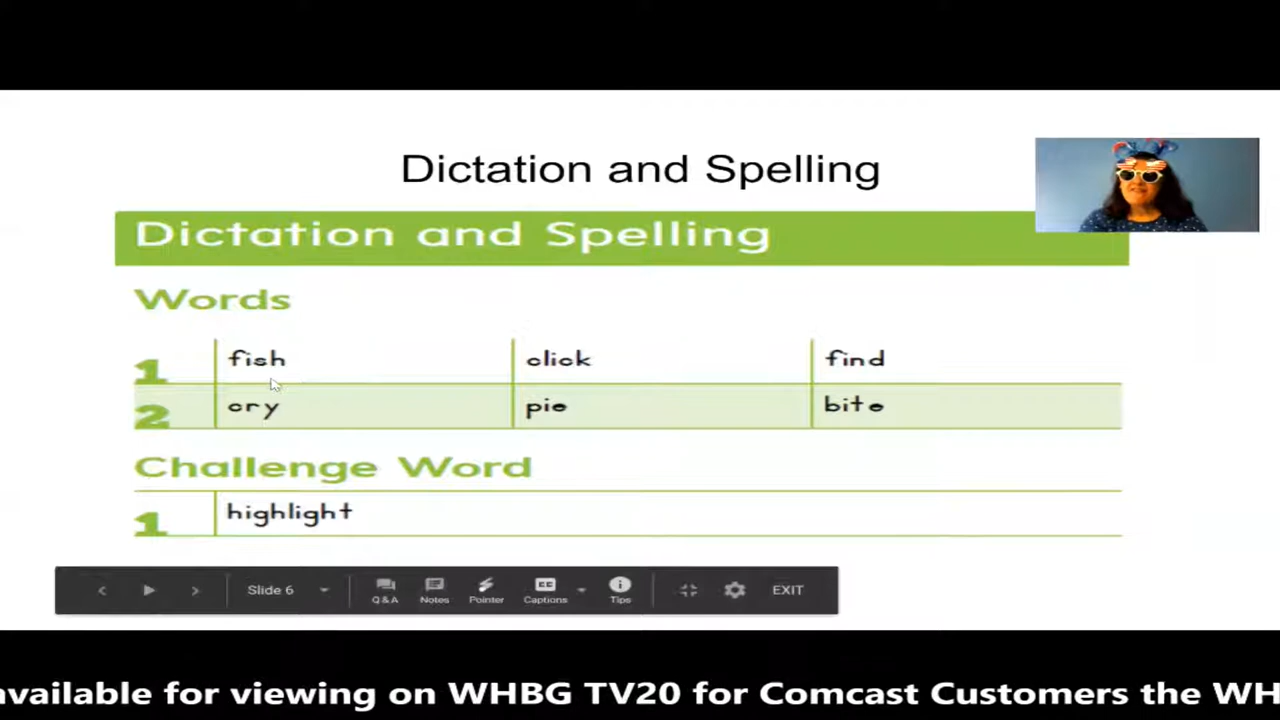 Dictation and Spelling
Dictation and Spelling
Words
1 fish click find
2 cry pie bite
Challenge Word
1 highlight
Slide 6 Q&A Notes Pointer Captions Tips EXIT
available for viewing on WHBG TV20 for Comcast Customers the WH